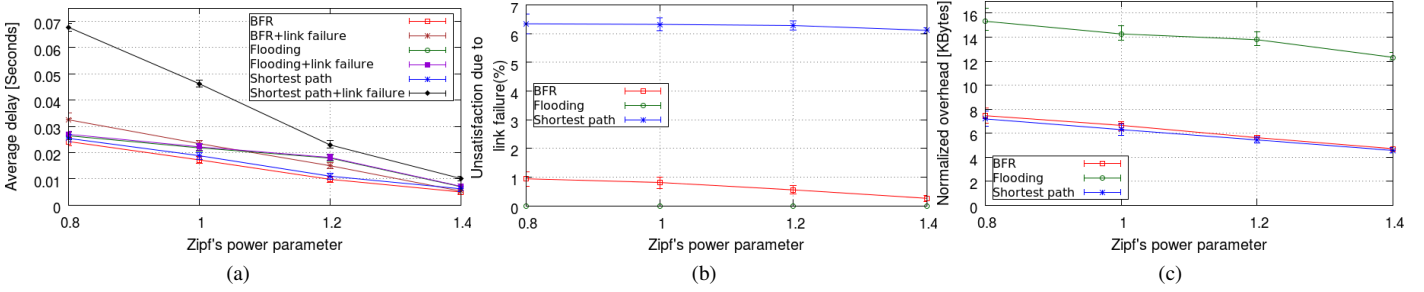 Average delay [Seconds]
0.07
0.06
0.05
0.04
0.03
0.02
0.01
0
0.8
1
1.2
1.4
Zipf's power parameter
BFR
BFR+link failure
Flooding
Flooding+link failure
Shortest path
Shortest path+link failure
(a)
Unsatisfaction due to
link failure(%)
7
6
5
4
3
2
1
0
0.8
1
1.2
1.4
Zipf's power parameter
BFR
Flooding
Shortest path
(b)
Normalized overhead [KBytes]
16
14
12
10
8
6
4
2
0
0.8
1
1.2
1.4
Zipf's power parameter
BFR
Flooding
Shortest path
(c)